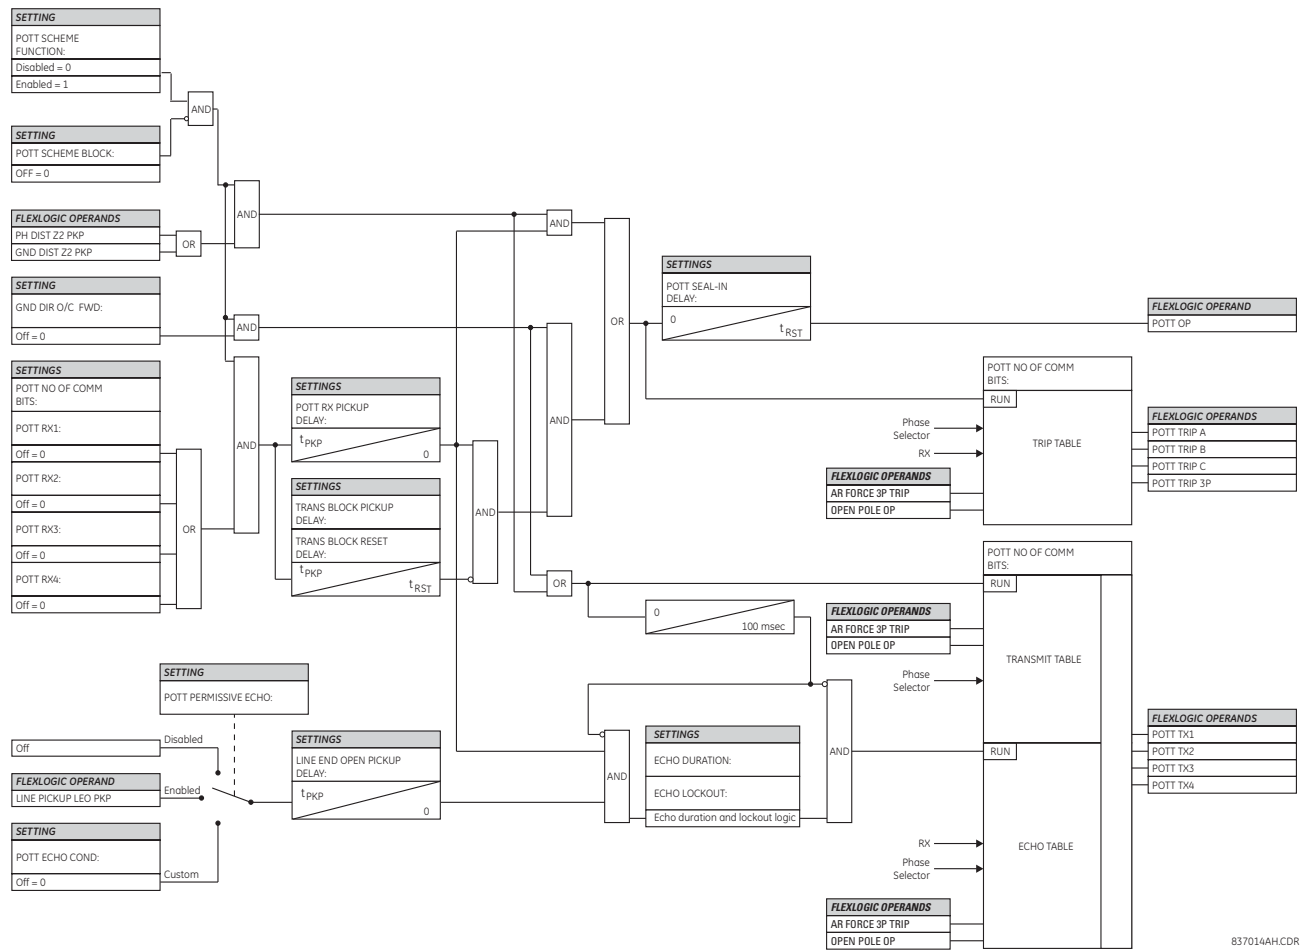 SETTING
POTT SCHEME
FUNCTION:
Disabled = 0
Enabled = 1
AND
SETTING
POTT SCHEME BLOCK:
OFF = 0
AND
FLEXLOGIC OPERANDS
PH DIST Z2 PKP
GND DIST Z2 PKP
OR
AND
SETTING
GND DIR O/C FWD:
Off = 0
AND
OR
SETTINGS
POTT SEAL-IN
DELAY:
0
tRST
FLEXLOGIC OPERAND
POTT OP
SETTINGS
POTT NO OF COMM
BITS:
POTT RX1:
Off = 0
POTT RX2:
Off = 0
POTT RX3:
Off = 0
POTT RX4:
Off = 0
OR
AND
SETTINGS
POTT RX PICKUP
DELAY:
tPKP
0
SETTINGS
TRANS BLOCK PICKUP
DELAY:
TRANS BLOCK RESET
DELAY:
tPKP
tRST
AND
AND
POTT NO OF COMM
BITS:
RUN
Phase
Selector
RX
TRIP TABLE
FLEXLOGIC OPERANDS
AR FORCE 3P TRIP
OPEN POLE OP
FLEXLOGIC OPERANDS
POTT TRIP A
POTT TRIP B
POTT TRIP C
POTT TRIP 3P
OR
0
100 msec
POTT NO OF COMM
BITS:
RUN
FLEXLOGIC OPERANDS
AR FORCE 3P TRIP
OPEN POLE OP
TRANSMIT TABLE
Phase
Selector
SETTING
POTT PERMISSIVE ECHO:
Off
Disabled
FLEXLOGIC OPERAND
LINE PICKUP LEO PKP
Enabled
SETTING
POTT ECHO COND:
Off = 0
Custom
SETTINGS
LINE END OPEN PICKUP
DELAY:
tPKP
0
AND
SETTINGS
ECHO DURATION:
ECHO LOCKOUT:
Echo duration and lockout logic
AND
RUN
FLEXLOGIC OPERANDS
POTT TX1
POTT TX2
POTT TX3
POTT TX4
RX
Phase
Selector
ECHO TABLE
FLEXLOGIC OPERANDS
AR FORCE 3P TRIP
OPEN POLE OP
837014AH.CDR